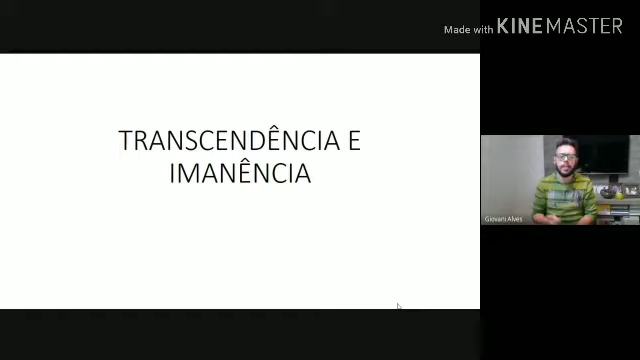 Made with KINEMASTER
TRANSCENDÊNCIA E
IMANÊNCIA
Giovani Alves